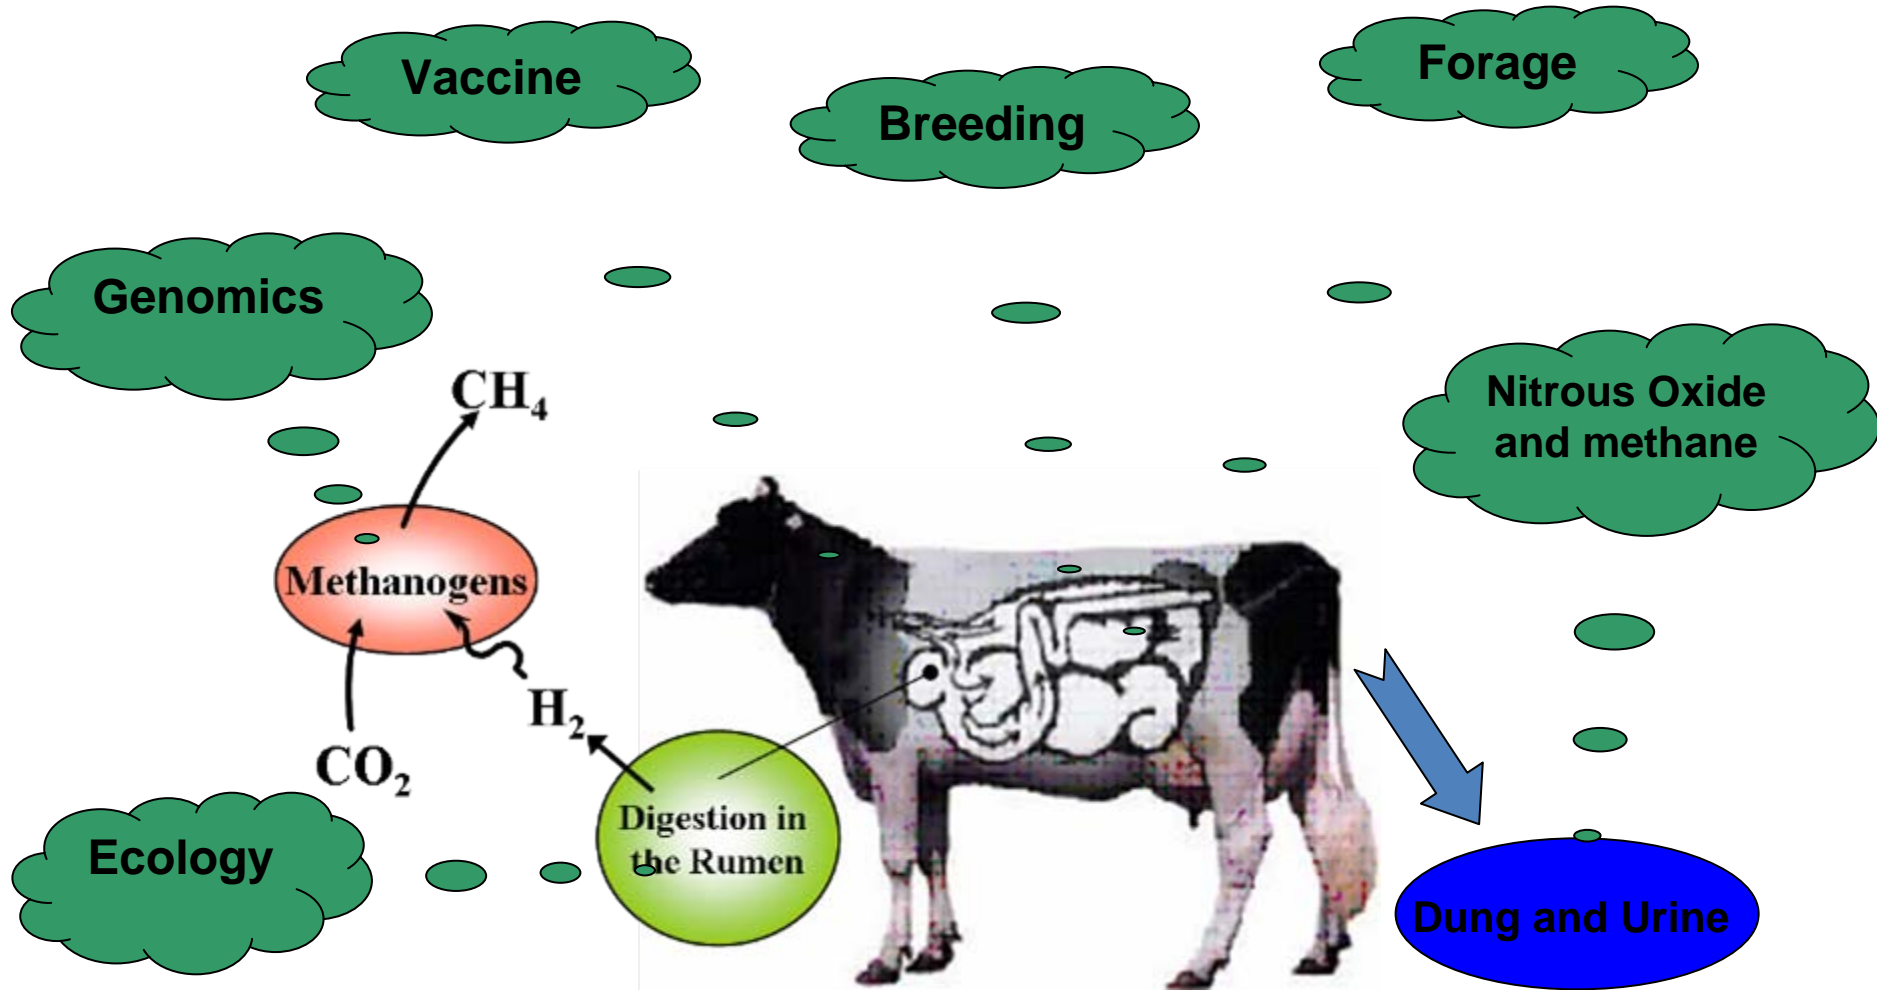 Vaccine
Breeding
Forage
Genomics
CH₄
Nitrous Oxide
and methane
Methanogens
H₂
CO₂
Digestion in
the Rumen
Ecology
Dung and Urine